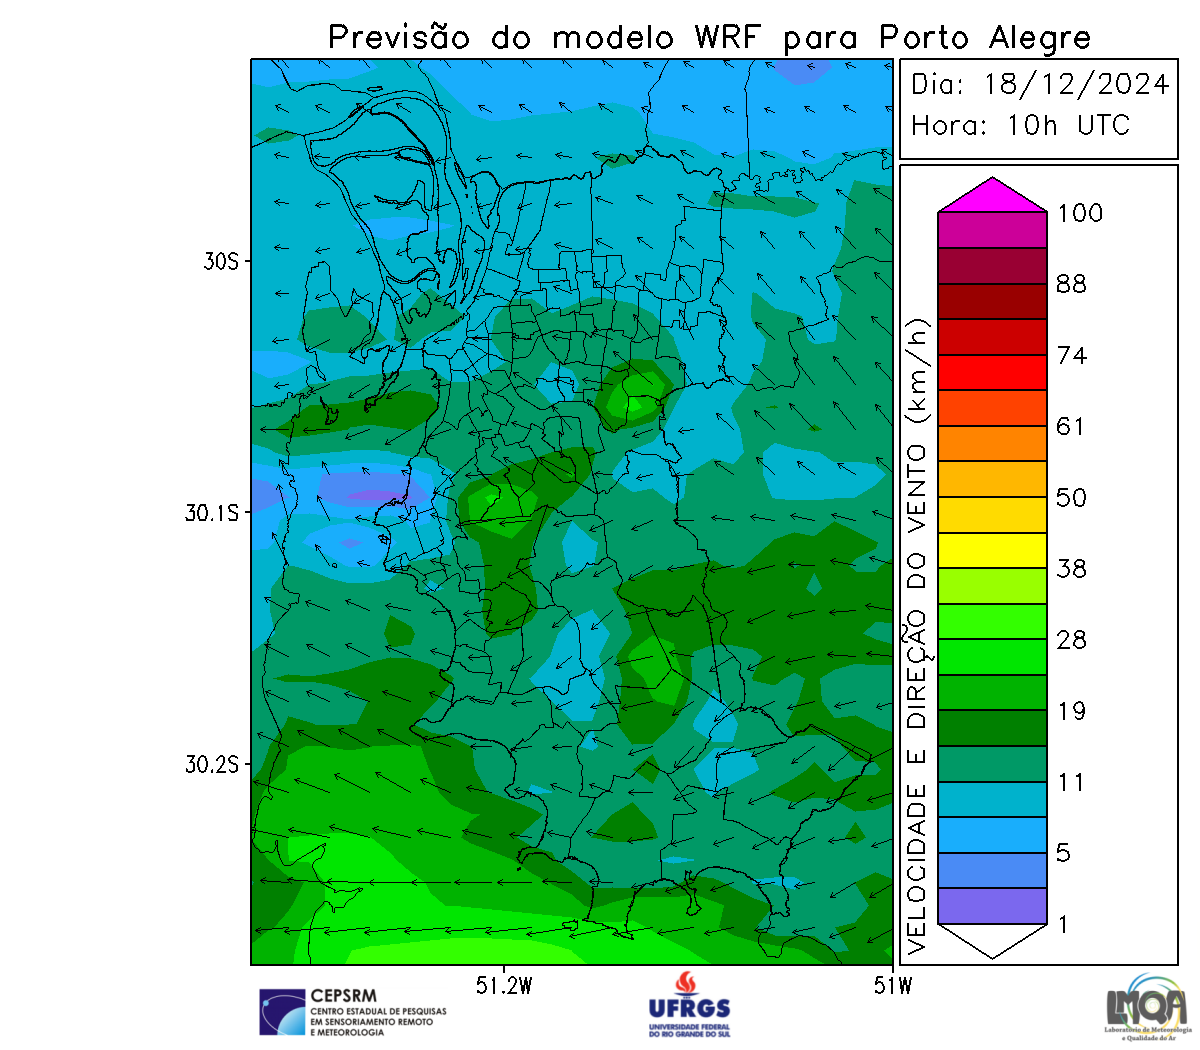 Previsão do modelo WRF para Porto Alegre
Dia: 18/12/2024
Hora: 10h UTC
30S
30.1S
30.2S
51.2W
51W
VELOCIDADE E DIREÇÃO DO VENTO (km/h)
100
88
74
61
50
38
28
19
11
5
1
CEPSRM
CENTRO ESTADUAL DE PESQUISAS
EM SENSORIAMENTO REMOTO
E METEOROLOGIA
UFRGS
UNIVERSIDADE FEDERAL
DO RIO GRANDE DO SUL
LMQA
Laboratório de Meteorologia
e Qualidade do Ar